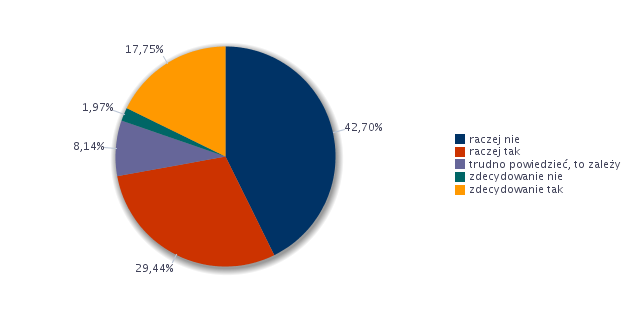 17,75%
1,97%
8,14%
42,70%
29,44%
raczej nie
raczej tak
trudno powiedzieć, to zależy
zdecydowanie nie
zdecydowanie tak